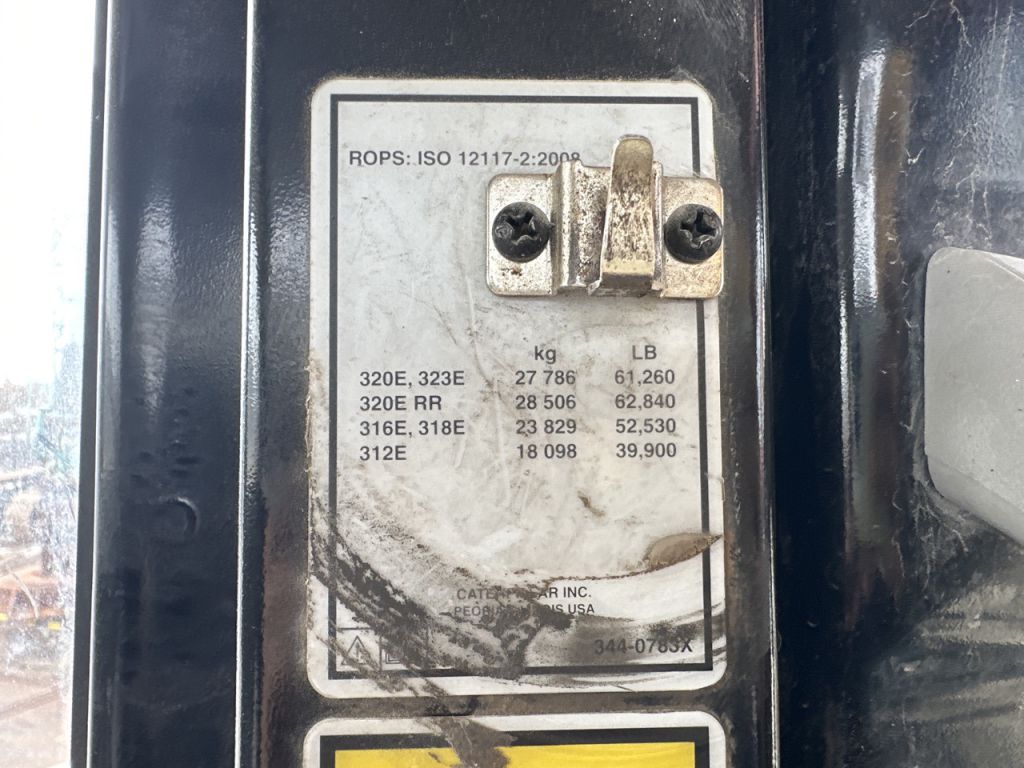 ROPS: ISO 12117-2:2008
kg LB
320E, 323E 27 786 61,260
320E RR 28 506 62,840
316E, 318E 23 829 52,530
312E 18 098 39,900
INC.
USA
344-0783X